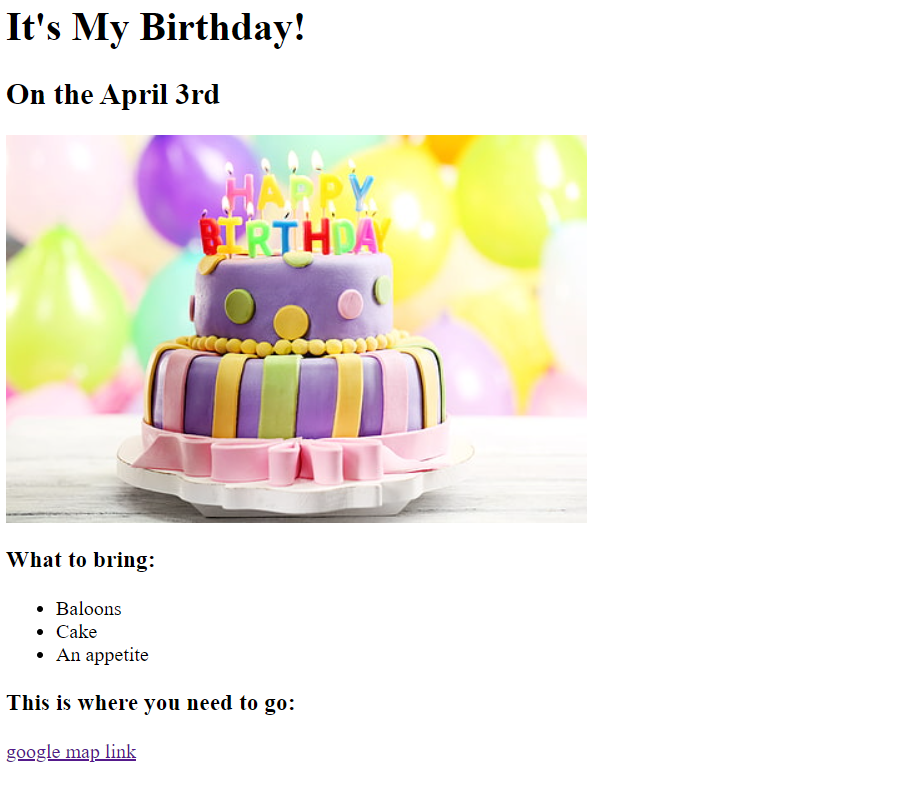 It's My Birthday!
On the April 3rd
HAPPY
BIRTHDAY
What to bring:
Baloons
Cake
An appetite
This is where you need to go:
google map link